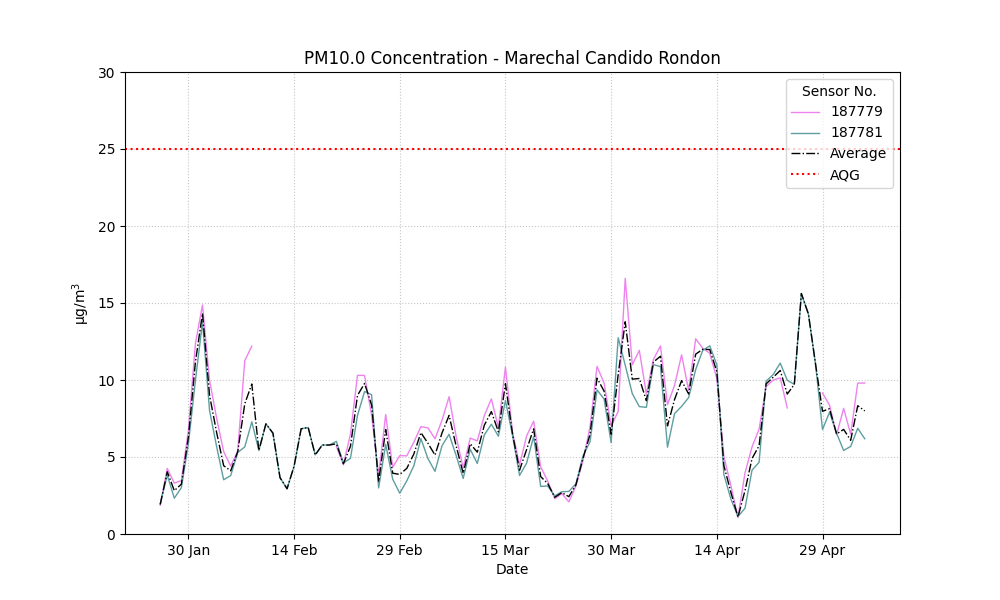 PM10.0 Concentration - Marechal Candido Rondon
Sensor No.
187779
187781
Average
AQG
30
25
20
15
10
5
0
µg/m³
30 Jan
14 Feb
29 Feb
15 Mar
30 Mar
14 Apr
29 Apr
Date